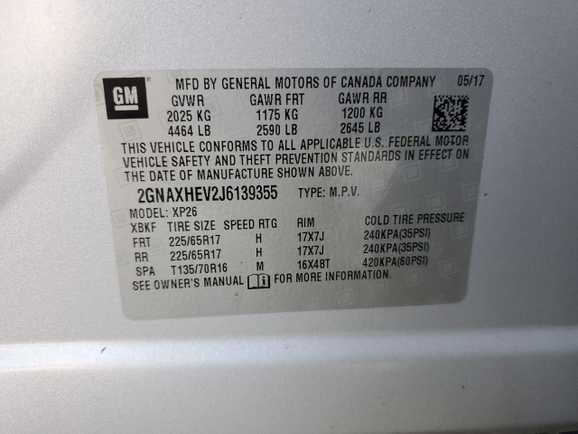 GM
MFD BY GENERAL MOTORS OF CANADA COMPANY 05/17
GVWR GAWR FRT GAWR RR
2025 KG 1175 KG 1200 KG
4464 LB 2590 LB 2645 LB
THIS VEHICLE CONFORMS TO ALL APPLICABLE U.S. FEDERAL MOTOR
VEHICLE SAFETY AND THEFT PREVENTION STANDARDS IN EFFECT ON
THE DATE OF MANUFACTURE SHOWN ABOVE.
2GNAXHEV2J6139355 TYPE: M.P.V.
MODEL: XP26
XBKF TIRE SIZE SPEED RTG RIM COLD TIRE PRESSURE
FRT 225/65R17 H 17X7J 240KPA(35PSI)
RR 225/65R17 H 17X7J 240KPA(35PSI)
SPA T135/70R16 M 16X4BT 420KPA(60PSI)
SEE OWNER'S MANUAL FOR MORE INFORMATION